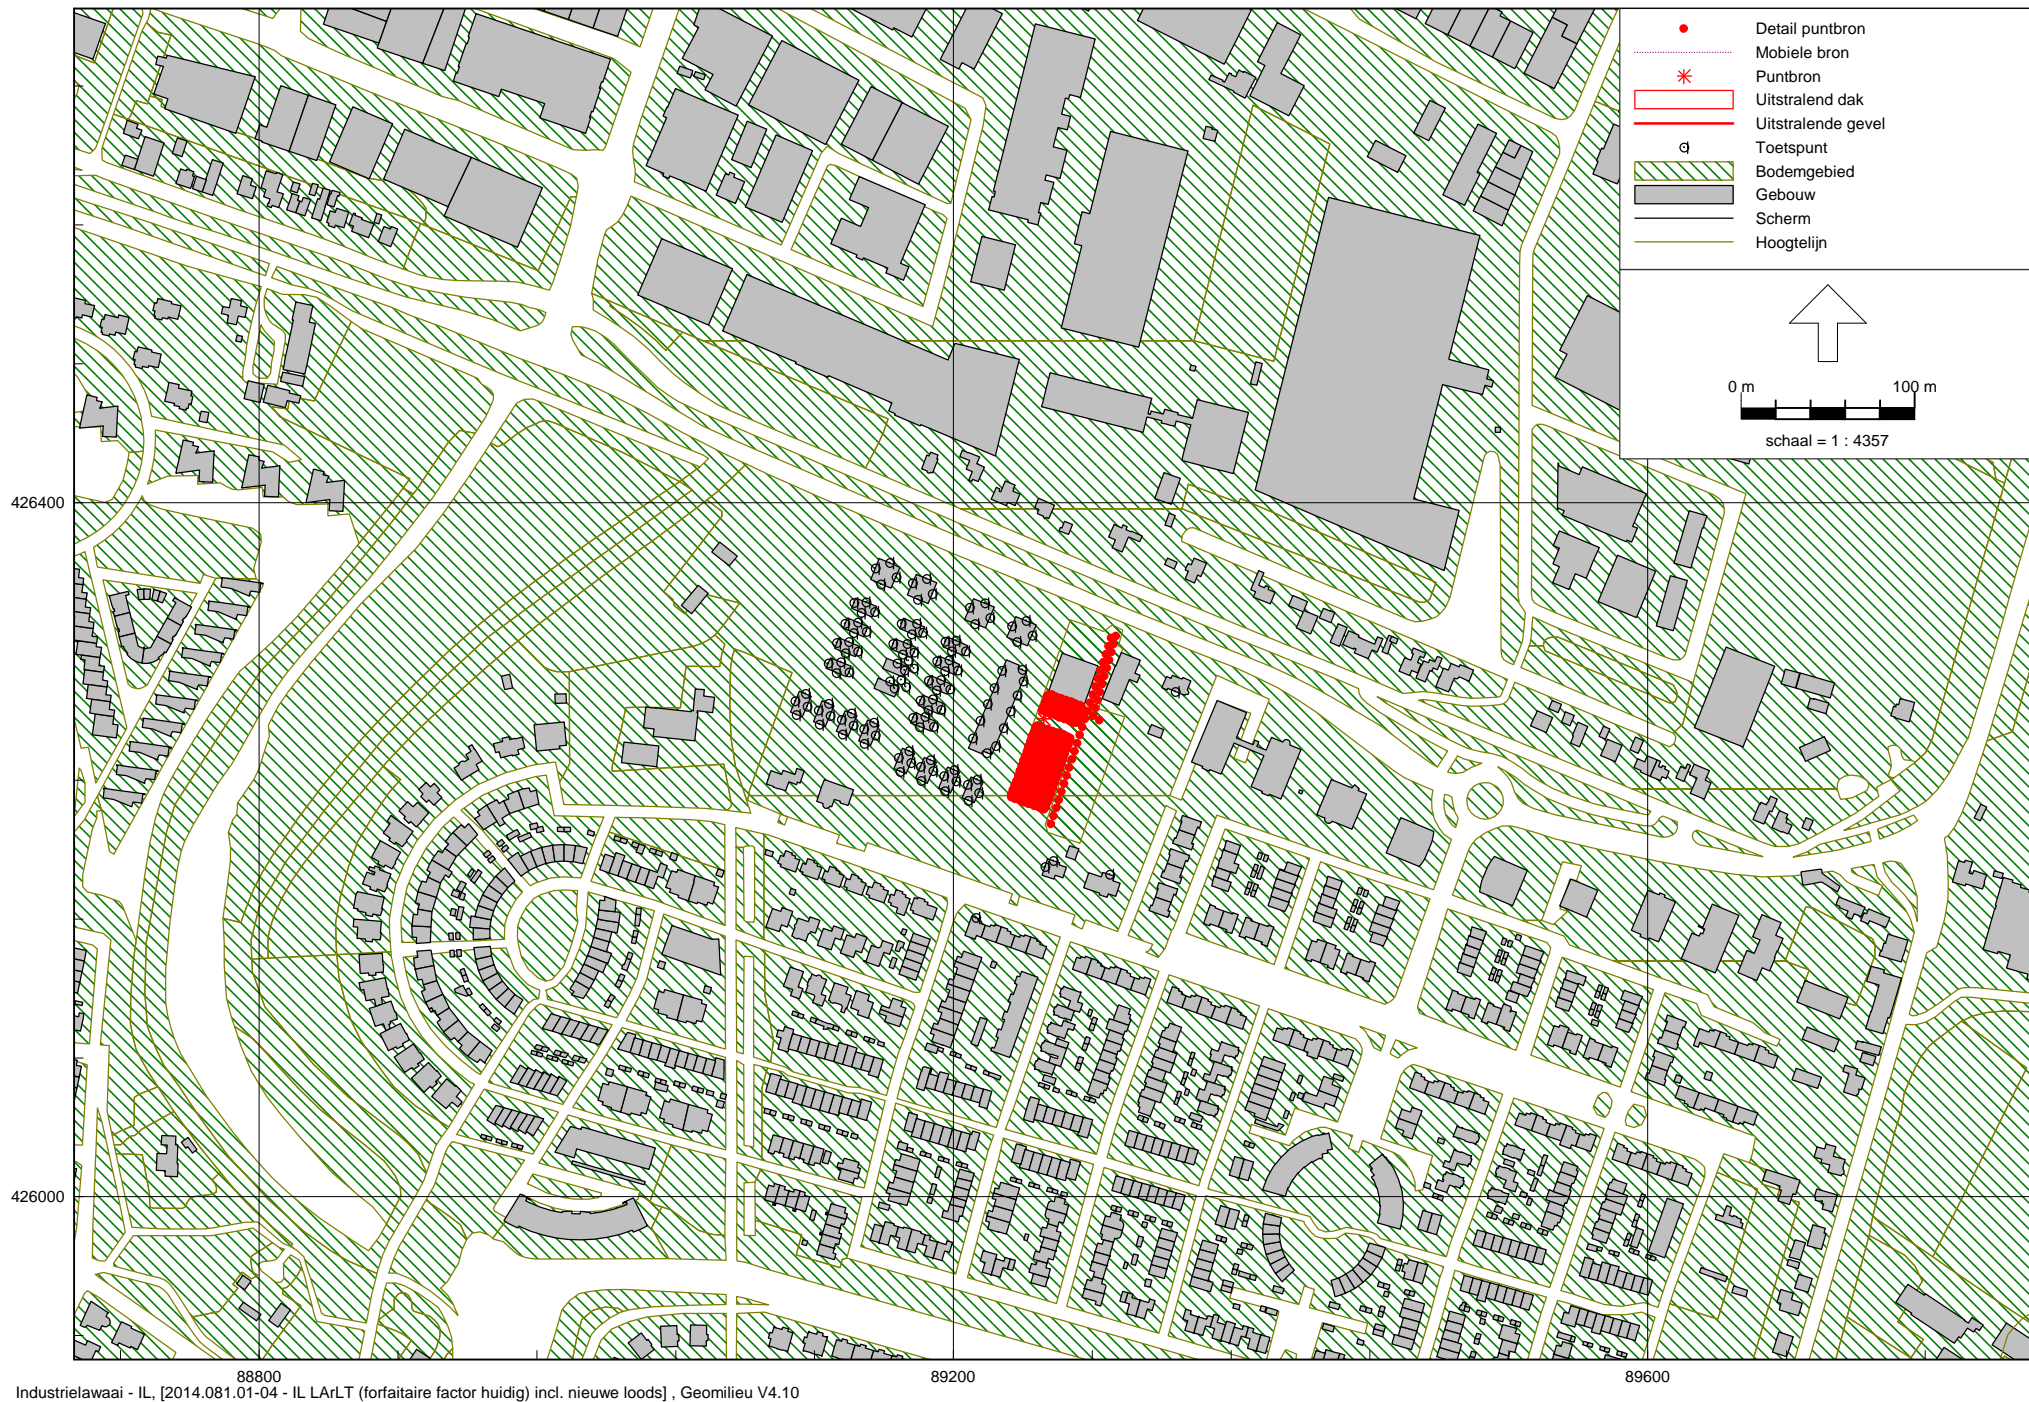 Detail puntbron
Mobiele bron
Puntbron
Uitstralend dak
Uitstralende gevel
Toetspunt
Bodemgebied
Gebouw
Scherm
Hoogtelijn
0 m 100 m
schaal = 1 : 4357
426400
426000
88800 89200 89600
Industrielawaai - IL, [2014.081.01-04 - IL LArLT (forfaitaire factor huidig) incl. nieuwe loods] , Geomilieu V4.10